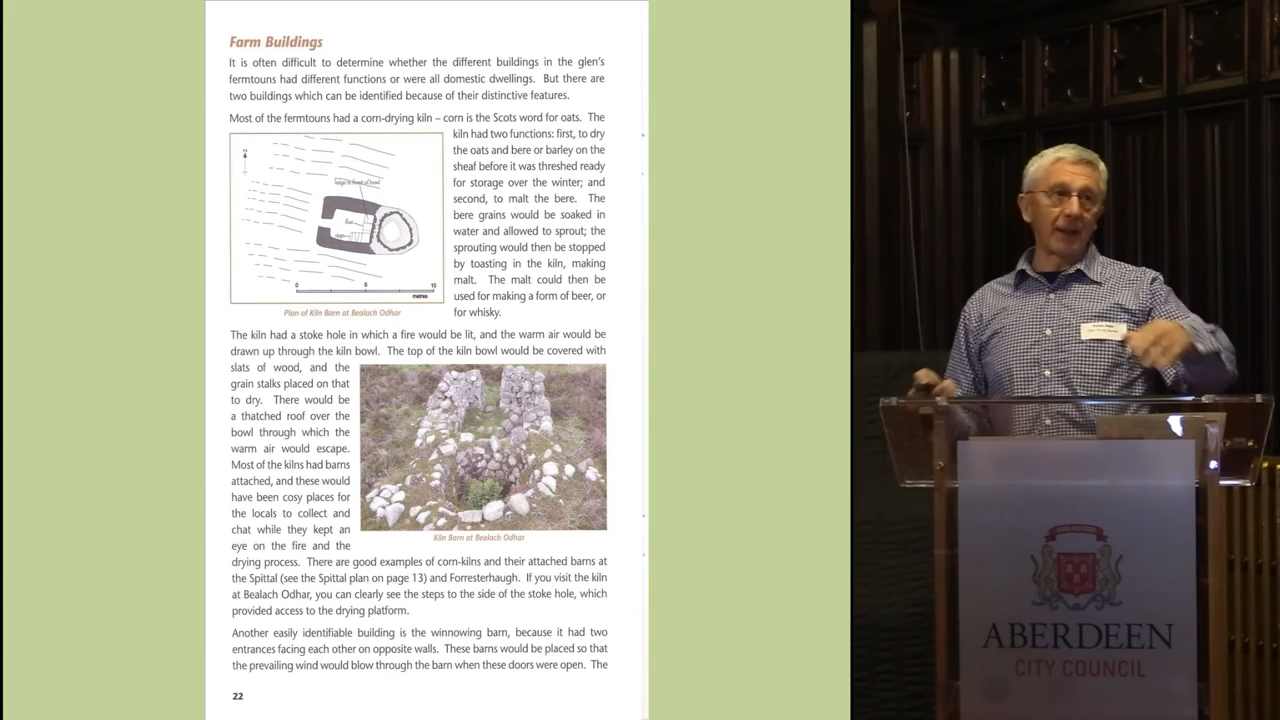 Farm Buildings
It is often difficult to determine whether the different buildings in the glen's
fermtouns had different functions or were all domestic dwellings. But there are
two buildings which can be identified because of their distinctive features.
Most of the fermtouns had a corn-drying kiln – corn is the Scots word for oats. The
kiln had two functions: first, to dry
the oats and bere or barley on the
sheaf before it was threshed ready
for storage over the winter; and
second, to malt the bere. The
bere grains would be soaked in
water and allowed to sprout; the
sprouting would then be stopped
by toasting in the kiln, making
malt. The malt could then be
used for making a form of beer, or
for whisky.
ledge in front of bowl
flue
steps
0 5 10
metres
Plan of Kiln Barn at Bealach Odhar
The kiln had a stoke hole in which a fire would be lit, and the warm air would be
drawn up through the kiln bowl. The top of the kiln bowl would be covered with
slats of wood, and the
grain stalks placed on that
to dry. There would be
a thatched roof over the
bowl through which the
warm air would escape.
Most of the kilns had barns
attached, and these would
have been cosy places for
the locals to collect and
chat while they kept an
eye on the fire and the
Kiln Barn at Bealach Odhar
drying process. There are good examples of corn-kilns and their attached barns at
the Spittal (see the Spittal plan on page 13) and Forresterhaugh. If you visit the kiln
at Bealach Odhar, you can clearly see the steps to the side of the stoke hole, which
provided access to the drying platform.
Another easily identifiable building is the winnowing barn, because it had two
entrances facing each other on opposite walls. These barns would be placed so that
the prevailing wind would blow through the barn when these doors were open. The
22
ABERDEEN
CITY COUNCIL